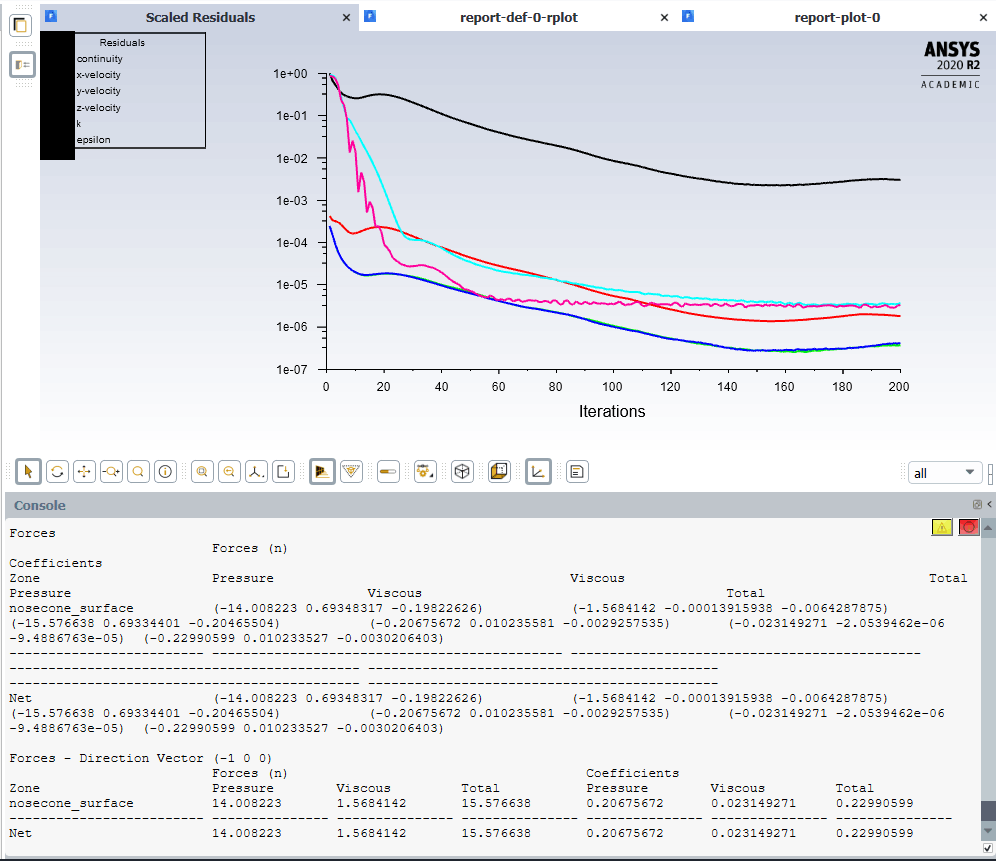 Scaled Residuals × report-def-0-rplot × report-plot-0 ×
Residuals
continuity
x-velocity
y-velocity
z-velocity
k
epsilon
ANSYS
2020 R2
ACADEMIC
1e+00
1e-01
1e-02
1e-03
1e-04
1e-05
1e-06
1e-07
0 20 40 60 80 100 120 140 160 180 200
Iterations
all
Console
Forces
Forces (n)
Coefficients
Zone Pressure Viscous Total
Pressure Viscous Total
nosecone_surface (-14.008223 0.69348317 -0.19822626) (-1.5684142 -0.00013915938 -0.0064287875)
(-15.576638 0.69334401 -0.20465504) (-0.20675672 0.010235581 -0.0029257535) (-0.023149271 -2.0539462e-06
-9.4886763e-05) (-0.22990599 0.010233527 -0.0030206403)
------------------------- --------------------------------------------- ---------------------------------------------
--------------------------------------------- ---------------------------------------------
--------------------------------------------- ---------------------------------------------
Net (-14.008223 0.69348317 -0.19822626) (-1.5684142 -0.00013915938 -0.0064287875)
(-15.576638 0.69334401 -0.20465504) (-0.20675672 0.010235581 -0.0029257535) (-0.023149271 -2.0539462e-06
-9.4886763e-05) (-0.22990599 0.010233527 -0.0030206403)
Forces - Direction Vector (-1 0 0)
Forces (n) Coefficients
Zone Pressure Viscous Total Pressure Viscous Total
nosecone_surface 14.008223 1.5684142 15.576638 0.20675672 0.023149271 0.22990599
------------------------- --------------- --------------- --------------- --------------- --------------- ---------------
Net 14.008223 1.5684142 15.576638 0.20675672 0.023149271 0.22990599